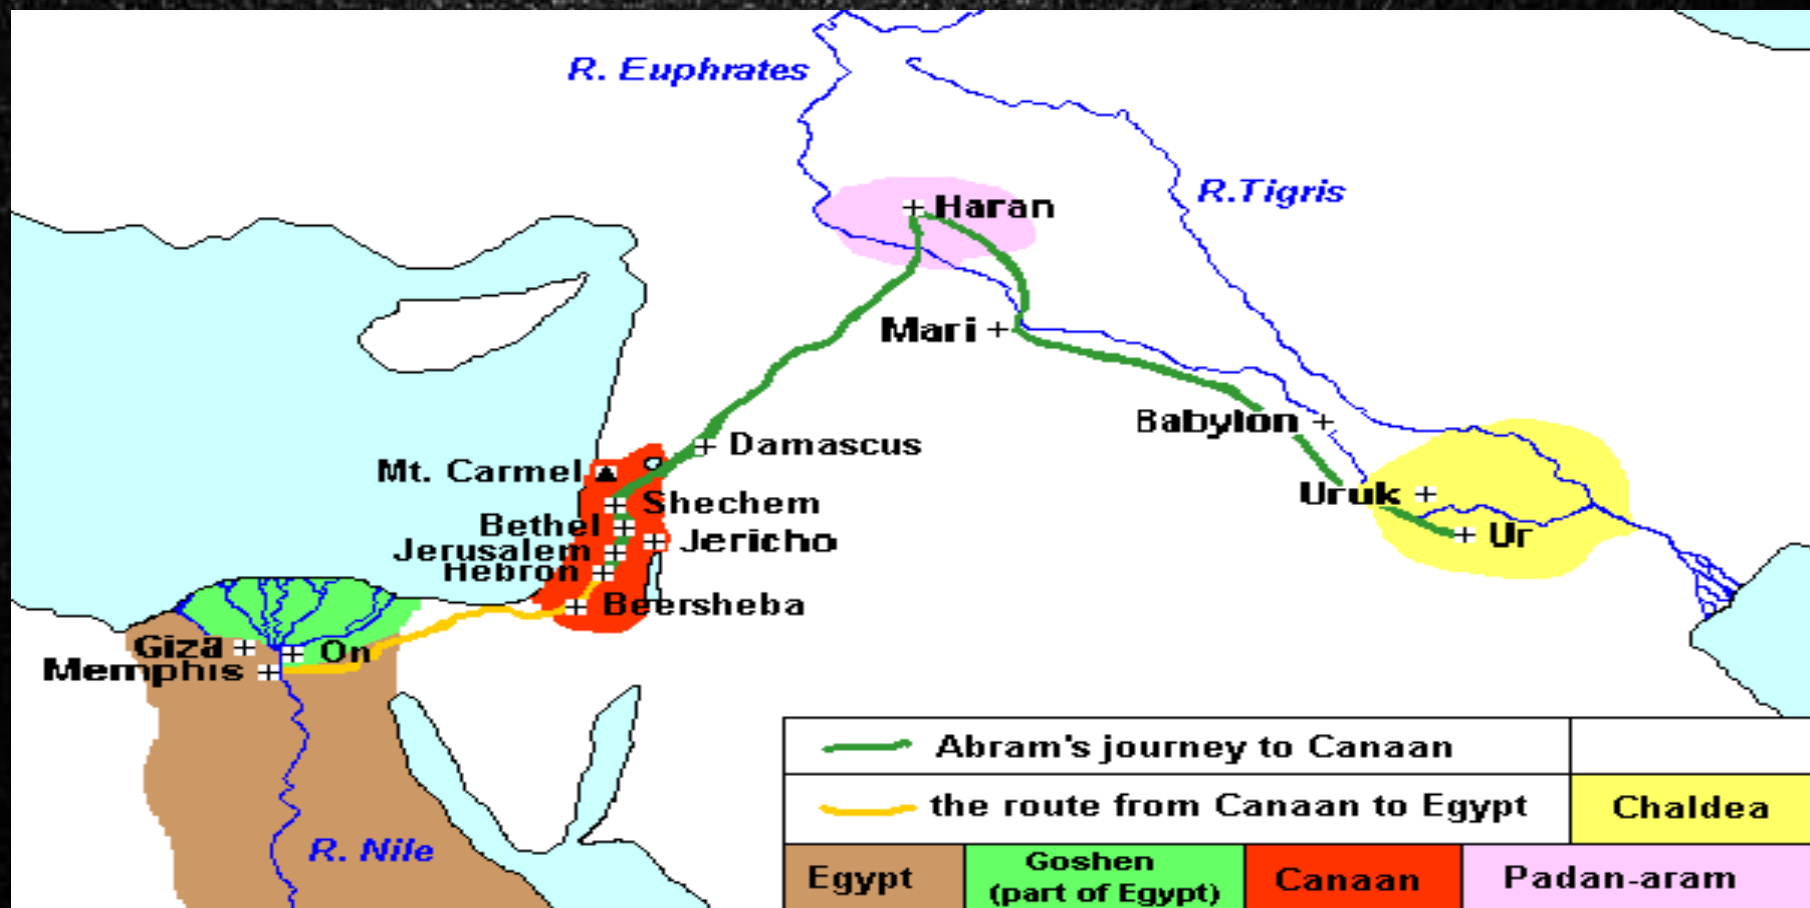 R. Euphrates
R.Tigris
Haran
Mari
Babylon
Damascus
Mt. Carmel
Uruk
Shechem
Bethel
Ur
Jericho
Jerusalem
Hebron
Beersheba
Giza
On
Memphis
R. Nile
Abram's journey to Canaan
the route from Canaan to Egypt
Chaldea
Egypt
Goshen
(part of Egypt)
Canaan
Padan-aram